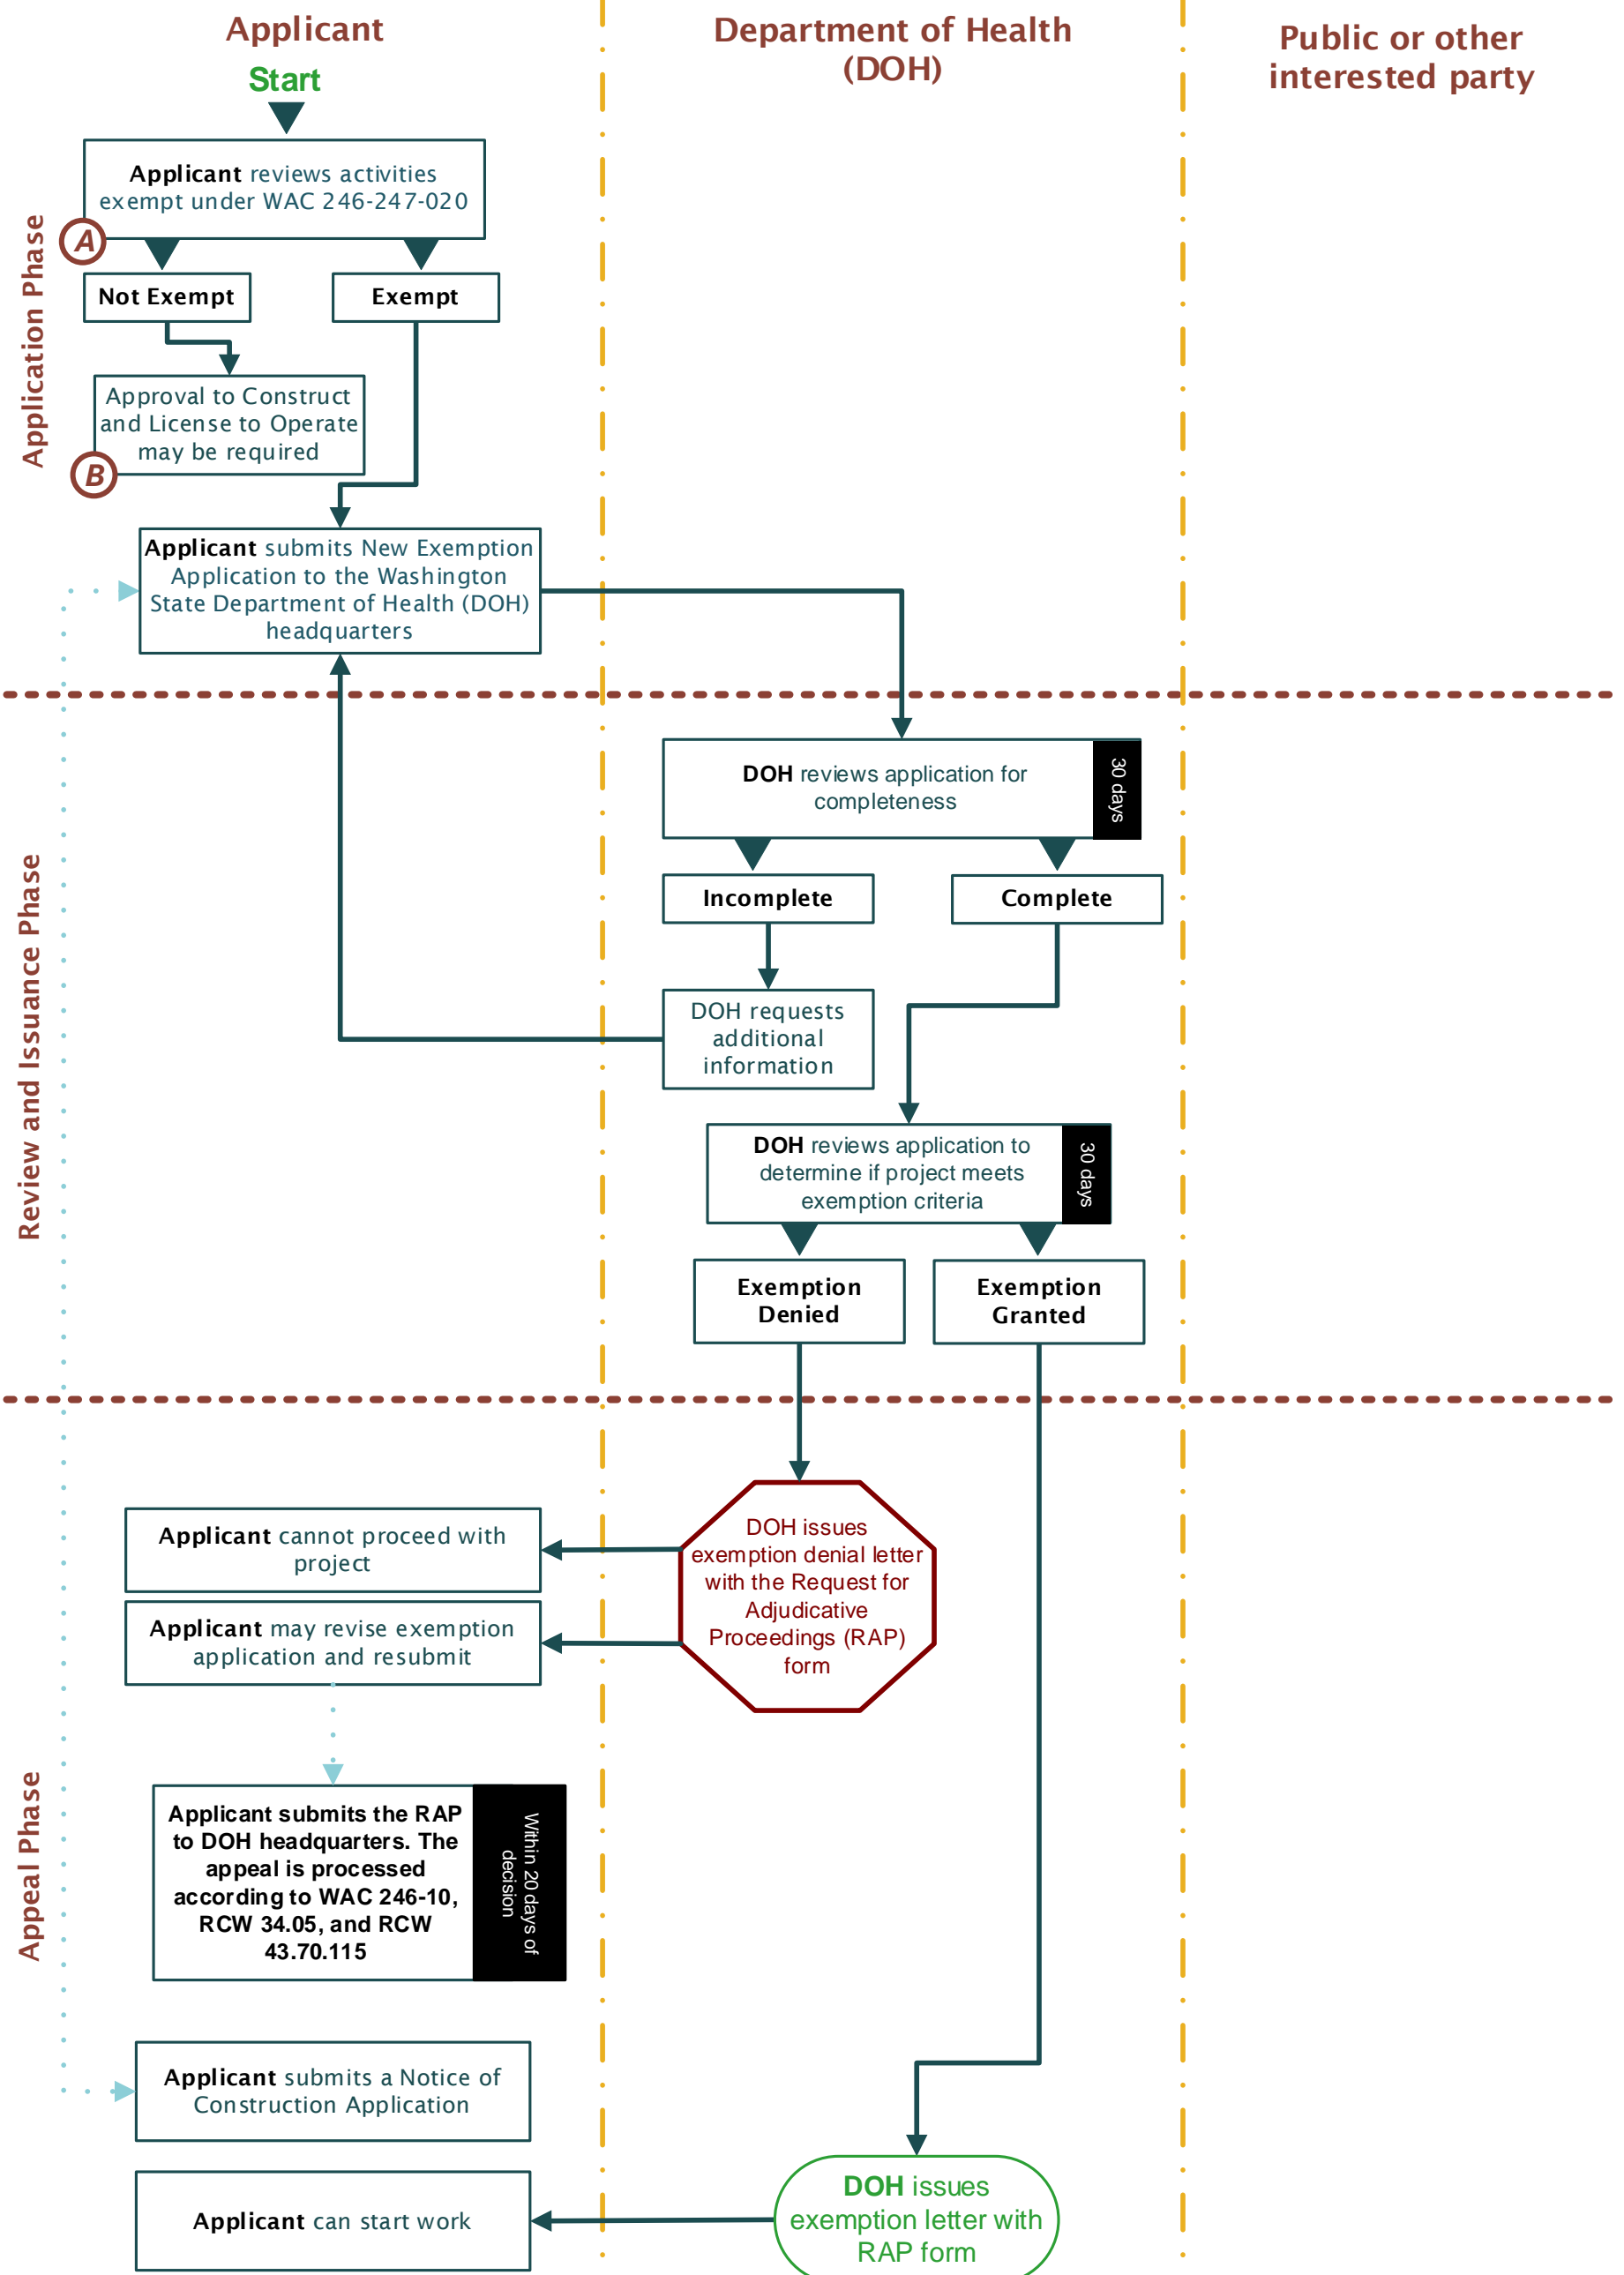 Applicant
Department of Health
(DOH)
Public or other
interested party
Start
Application Phase
Applicant reviews activities
exempt under WAC 246-247-020
A
Not Exempt
Exempt
Approval to Construct
and License to Operate
may be required
B
Applicant submits New Exemption
Application to the Washington
State Department of Health (DOH)
headquarters
Review and Issuance Phase
DOH reviews application for
completeness
30 days
Incomplete
Complete
DOH requests
additional
information
DOH reviews application to
determine if project meets
exemption criteria
30 days
Exemption
Denied
Exemption
Granted
Appeal Phase
DOH issues
exemption denial letter
with the Request for
Adjudicative
Proceedings (RAP)
form
Applicant cannot proceed with
project
Applicant may revise exemption
application and resubmit
Applicant submits the RAP
to DOH headquarters. The
appeal is processed
according to WAC 246-10,
RCW 34.05, and RCW
43.70.115
Within 20 days of
decision
Applicant submits a Notice of
Construction Application
DOH issues
exemption letter with
RAP form
Applicant can start work